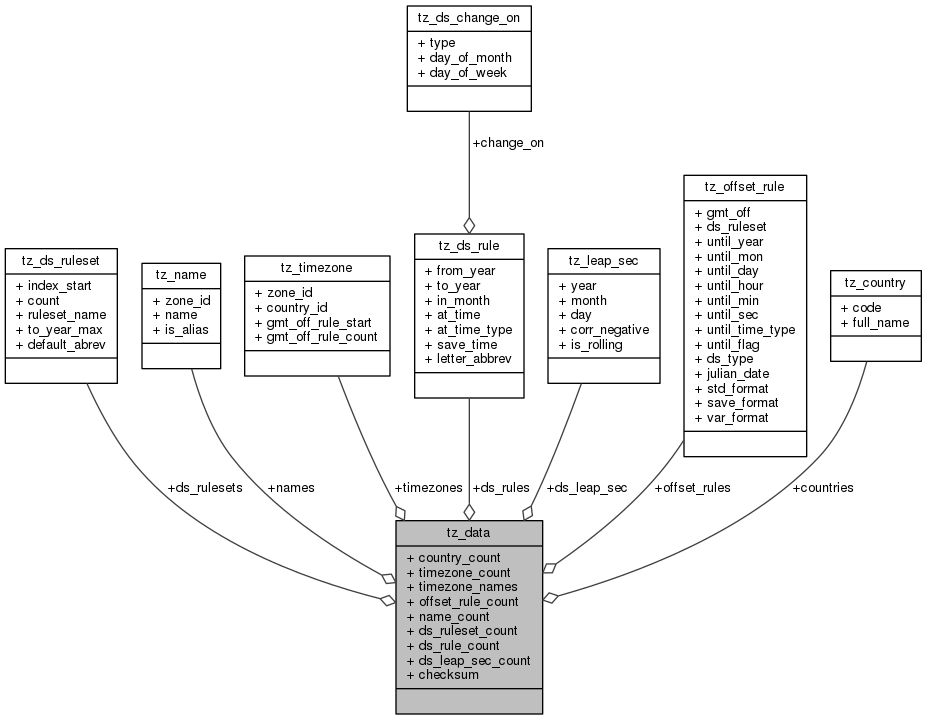 tz_ds_change_on
+ type
+ day_of_month
+ day_of_week
+change_on
tz_ds_ruleset
+ index_start
+ count
+ ruleset_name
+ to_year_max
+ default_abrev
tz_name
+ zone_id
+ name
+ is_alias
tz_timezone
+ zone_id
+ country_id
+ gmt_off_rule_start
+ gmt_off_rule_count
tz_ds_rule
+ from_year
+ to_year
+ in_month
+ at_time
+ at_time_type
+ save_time
+ letter_abbrev
tz_leap_sec
+ year
+ month
+ day
+ corr_negative
+ is_rolling
tz_offset_rule
+ gmt_off
+ ds_ruleset
+ until_year
+ until_mon
+ until_day
+ until_hour
+ until_min
+ until_sec
+ until_time_type
+ until_flag
+ ds_type
+ julian_date
+ std_format
+ save_format
+ var_format
tz_country
+ code
+ full_name
+ds_rulesets
+names
+timezones
+ds_rules
+ds_leap_sec
+offset_rules
+countries
tz_data
+ country_count
+ timezone_count
+ timezone_names
+ offset_rule_count
+ name_count
+ ds_ruleset_count
+ ds_rule_count
+ ds_leap_sec_count
+ checksum